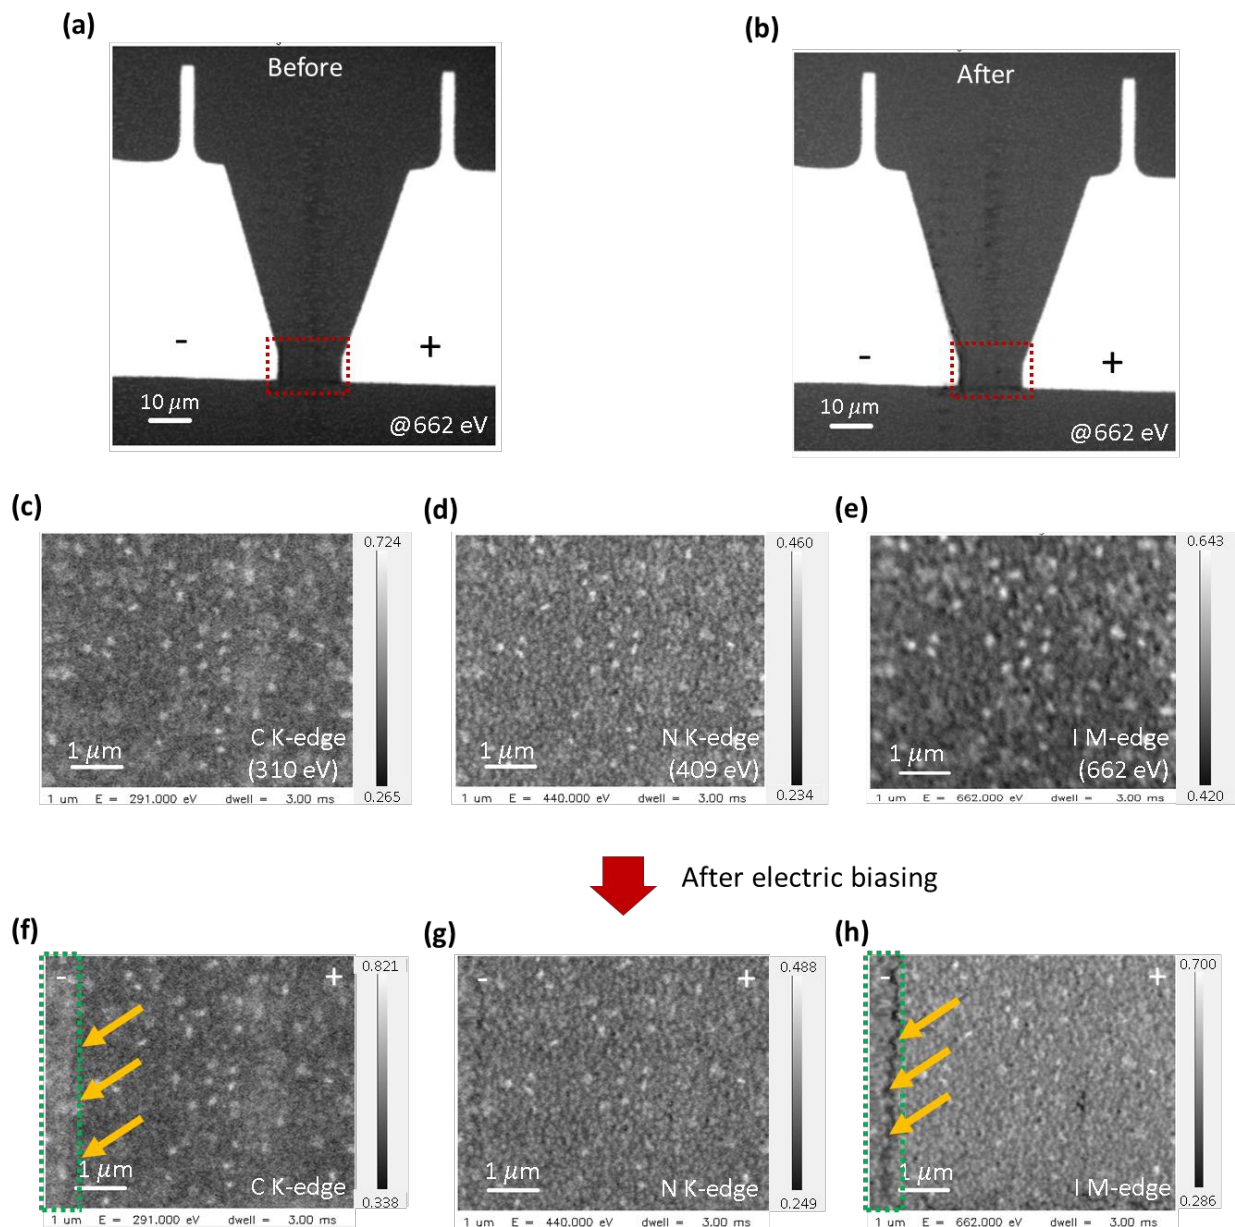 (a)
Before
-
+
10 μm
@662 eV
(b)
After
-
+
10 μm
@662 eV
(c)
0.724
C K-edge
1 μm
(310 eV)
0.265
1 um E = 291.000 eV dwell = 3.00 ms
(d)
0.460
N K-edge
1 μm
(409 eV)
0.234
1 um E = 440.000 eV dwell = 3.00 ms
(e)
0.643
I M-edge
1 μm
(662 eV)
0.420
1 um E = 662.000 eV dwell = 3.00 ms
After electric biasing
(f)
-
+
0.821
1 μm
C K-edge
0.338
1 um E = 291.000 eV dwell = 3.00 ms
(g)
-
+
0.488
1 μm
N K-edge
0.249
1 um E = 440.000 eV dwell = 3.00 ms
(h)
-
+
0.700
1 μm
I M-edge
0.286
1 um E = 662.000 eV dwell = 3.00 ms